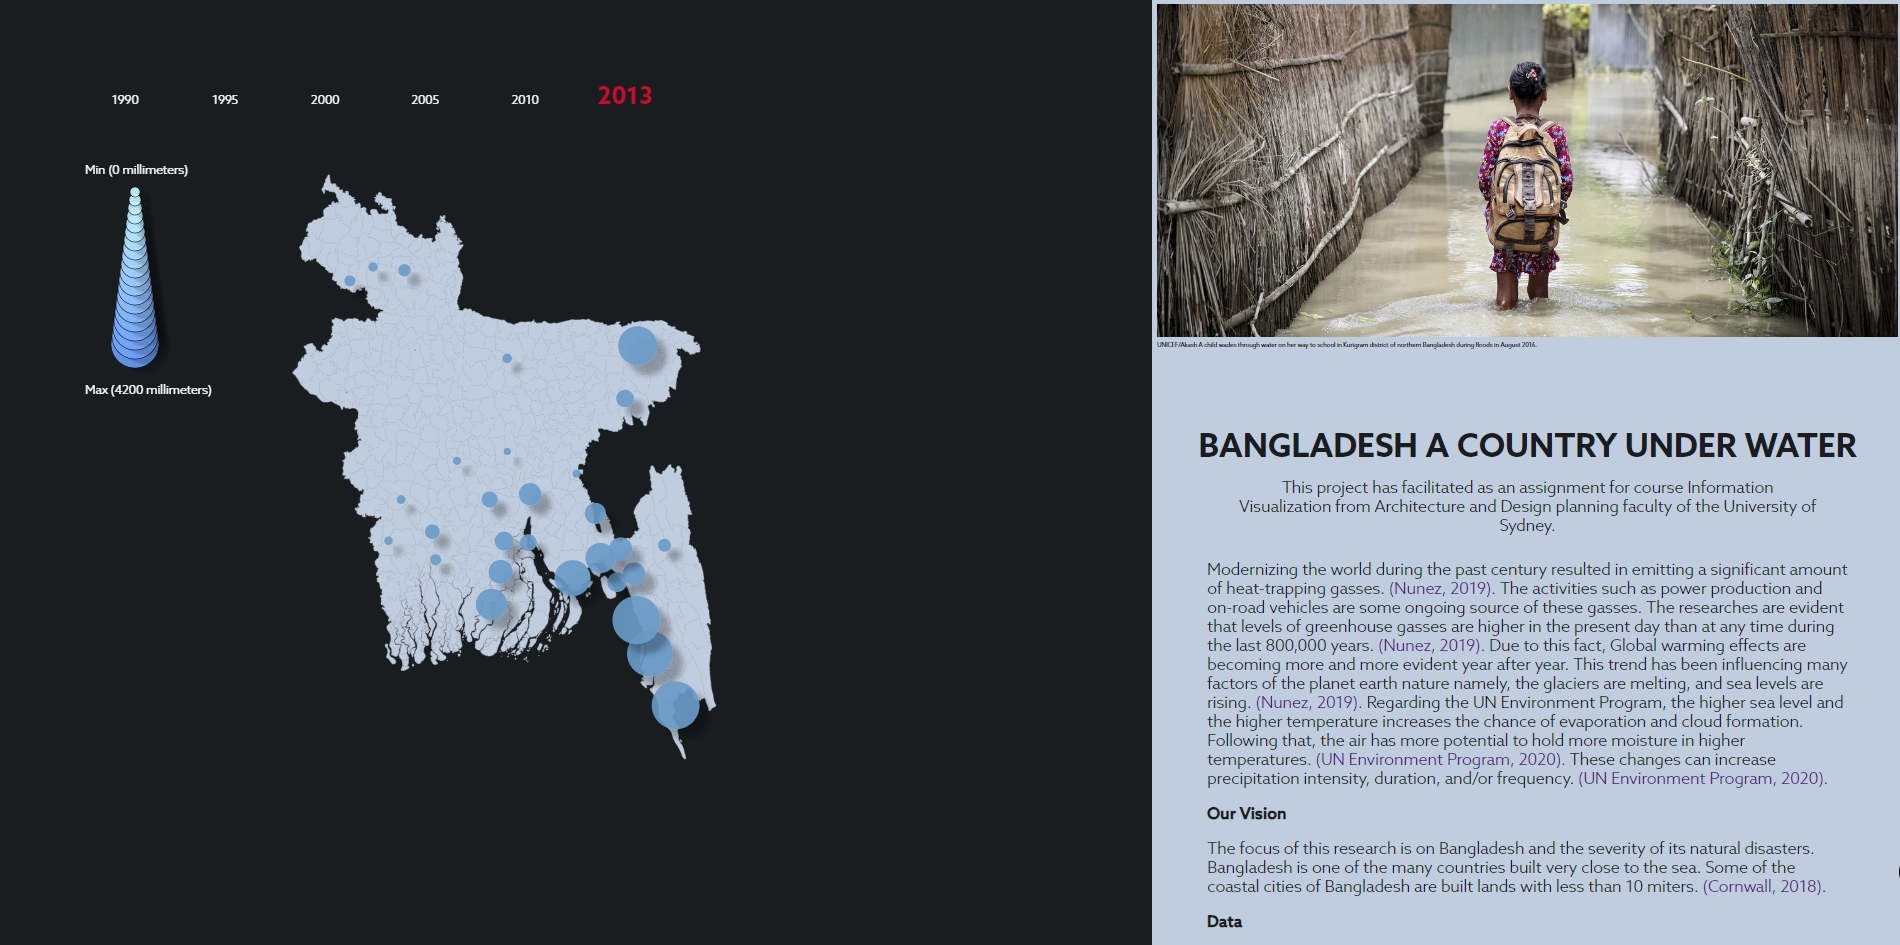 1990
1995
2000
2005
2010
2013
Min (0 millimeters)
Max (4200 millimeters)
UNICEF/Akash A child wades through water on her way to school in Kurigram district of northern Bangladesh during floods in August 2016.
BANGLADESH A COUNTRY UNDER WATER
This project has facilitated as an assignment for course Information
Visualization from Architecture and Design planning faculty of the University of
Sydney.
Modernizing the world during the past century resulted in emitting a significant amount
of heat-trapping gasses. (Nunez, 2019). The activities such as power production and
on-road vehicles are some ongoing source of these gasses. The researches are evident
that levels of greenhouse gasses are higher in the present day than at any time during
the last 800,000 years. (Nunez, 2019). Due to this fact, Global warming effects are
becoming more and more evident year after year. This trend has been influencing many
factors of the planet earth nature namely, the glaciers are melting, and sea levels are
rising. (Nunez, 2019). Regarding the UN Environment Program, the higher sea level and
the higher temperature increases the chance of evaporation and cloud formation.
Following that, the air has more potential to hold more moisture in higher
temperatures. (UN Environment Program, 2020). These changes can increase
precipitation intensity, duration, and/or frequency. (UN Environment Program, 2020).
Our Vision
The focus of this research is on Bangladesh and the severity of its natural disasters.
Bangladesh is one of the many countries built very close to the sea. Some of the
coastal cities of Bangladesh are built lands with less than 10 miters. (Cornwall, 2018).
Data